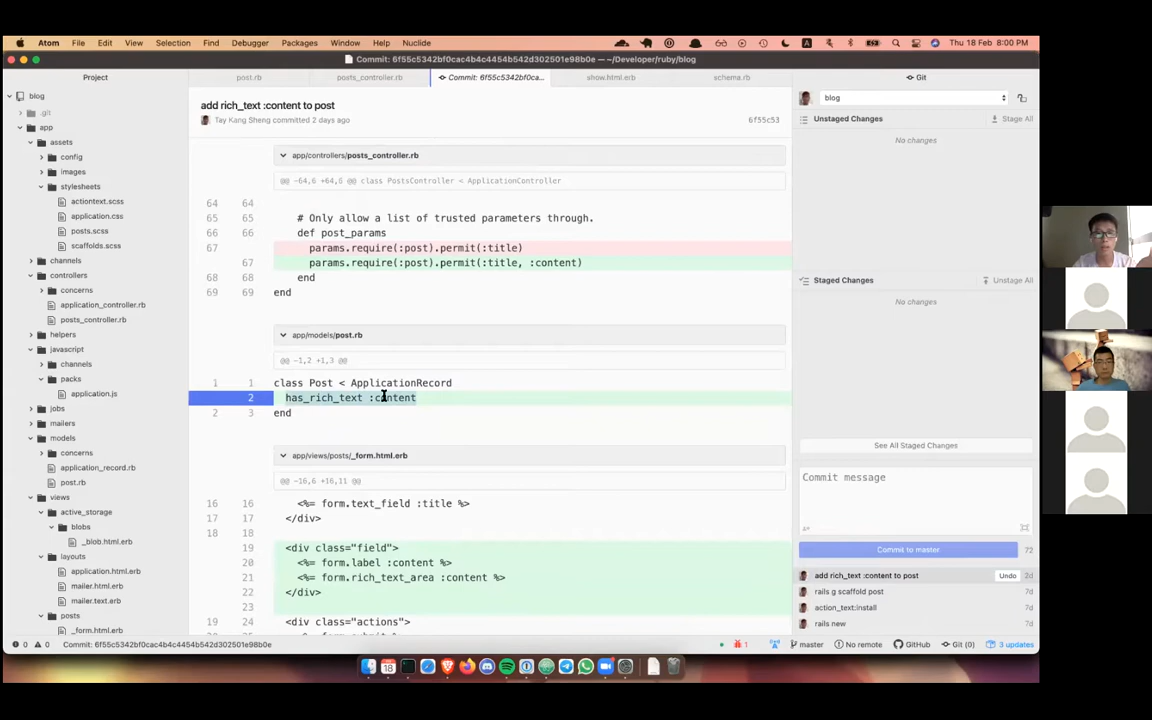 Atom File Edit View Selection Find Debugger Packages Window Help Nuclide Thu 18 Feb 8:00 PM
Commit: 6f55c5342bf0cac4b4c4454b542d302501e98b0e — ~/Developer/ruby/blog
Project
post.rb
posts_controller.rb
Commit: 6f55c5342bf0ca...
show.html.erb
schema.rb
Git
blog
.git
app
assets
config
images
stylesheets
actiontext.scss
application.css
posts.scss
scaffolds.scss
channels
controllers
concerns
application_controller.rb
posts_controller.rb
helpers
javascript
channels
packs
application.js
jobs
mailers
models
concerns
application_record.rb
post.rb
views
active_storage
blobs
_blob.html.erb
layouts
application.html.erb
mailer.html.erb
mailer.text.erb
posts
_form.html.erb
add rich_text :content to post
Tay Kang Sheng committed 2 days ago
6f55c53
app/controllers/posts_controller.rb
@@ -64,6 +64,6 @@ class PostsController < ApplicationController
64 64
65 65 # Only allow a list of trusted parameters through.
66 66 def post_params
67 params.require(:post).permit(:title)
67 params.require(:post).permit(:title, :content)
68 68 end
69 69 end
app/models/post.rb
@@ -1,2 +1,3 @@
1 1 class Post < ApplicationRecord
2 has_rich_text :content
2 3 end
app/views/posts/_form.html.erb
@@ -16,6 +16,11 @@
16 16 <%= form.text_field :title %>
17 17 </div>
18 18
19 <div class="field">
20 <%= form.label :content %>
21 <%= form.rich_text_area :content %>
22 </div>
23
19 24 <div class="actions">
blog
Unstaged Changes
Stage All
No changes
Staged Changes
Unstage All
No changes
See All Staged Changes
Commit message
Commit to master
72
add rich_text :content to post Undo 2d
rails g scaffold post 7d
action_text:install 7d
rails new 7d
0 0 Commit: 6f55c5342bf0cac4b4c4454b542d302501e98b0e
1 master No remote GitHub Git (0) 3 updates
18